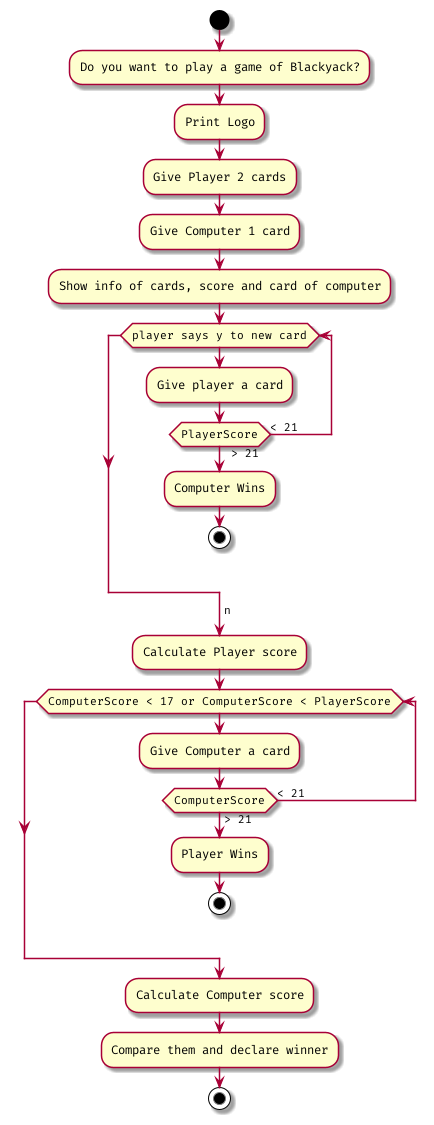 Do you want to play a game of Blackyack?
Print Logo
Give Player 2 cards
Give Computer 1 card
Show info of cards, score and card of computer
player says y to new card
Give player a card
PlayerScore
< 21
> 21
Computer Wins
n
Calculate Player score
ComputerScore < 17 or ComputerScore < PlayerScore
Give Computer a card
ComputerScore
< 21
> 21
Player Wins
Calculate Computer score
Compare them and declare winner